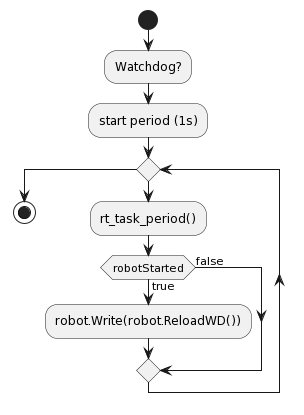 Watchdog?
start period (1s)
rt_task_period()
robotStarted
false
true
robot.Write(robot.ReloadWD())